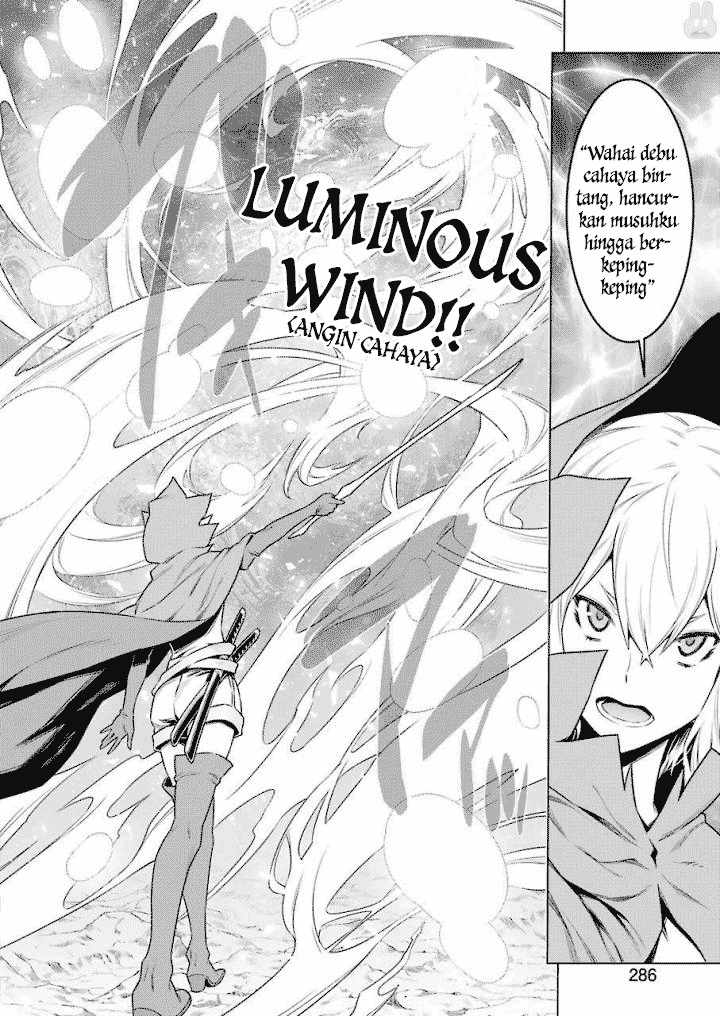 “Wahai debu
cahaya bin-
tang, hancur-
kan musuhku
hingga ber-
keping-
keping”
LUMINOUS
WIND!!
<ANGIN CAHAYA>
286